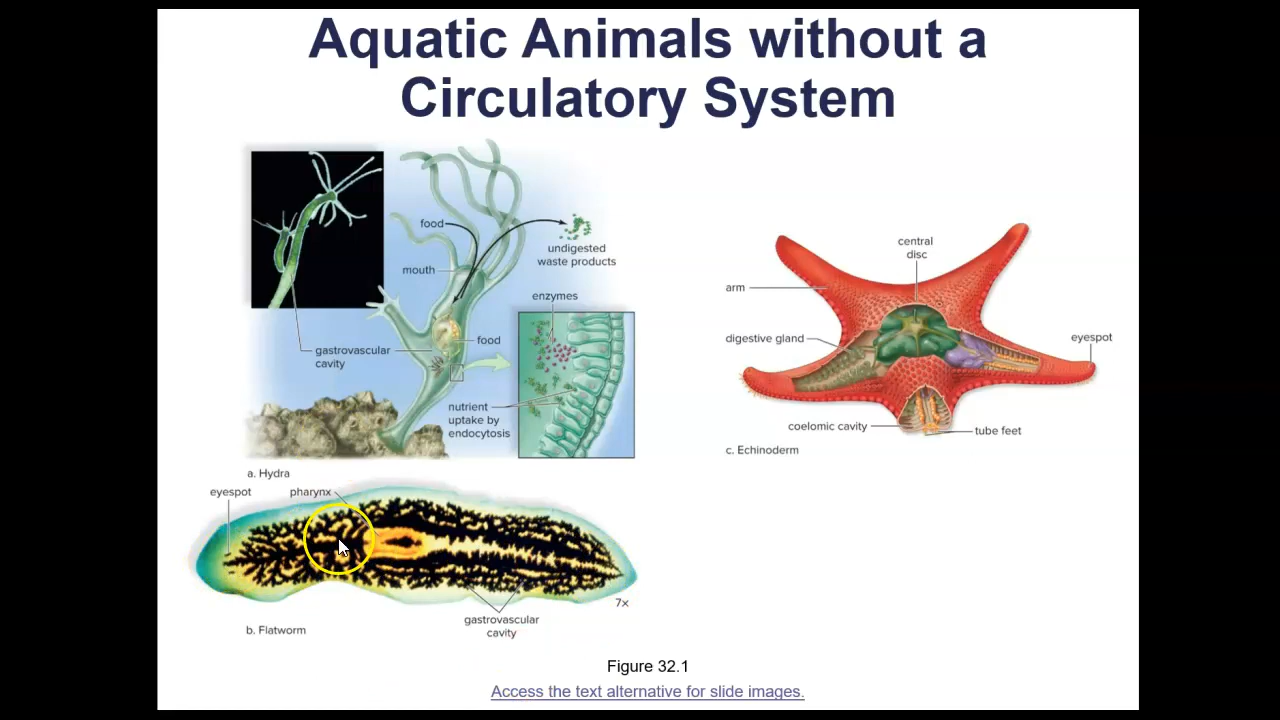 Aquatic Animals without a
Circulatory System
food
undigested
waste products
mouth
enzymes
food
gastrovascular
cavity
nutrient
uptake by
endocytosis
a. Hydra
central
disc
arm
digestive gland
eyespot
coelomic cavity
tube feet
c. Echinoderm
eyespot
pharynx
7x
gastrovascular
cavity
b. Flatworm
Figure 32.1
Access the text alternative for slide images.